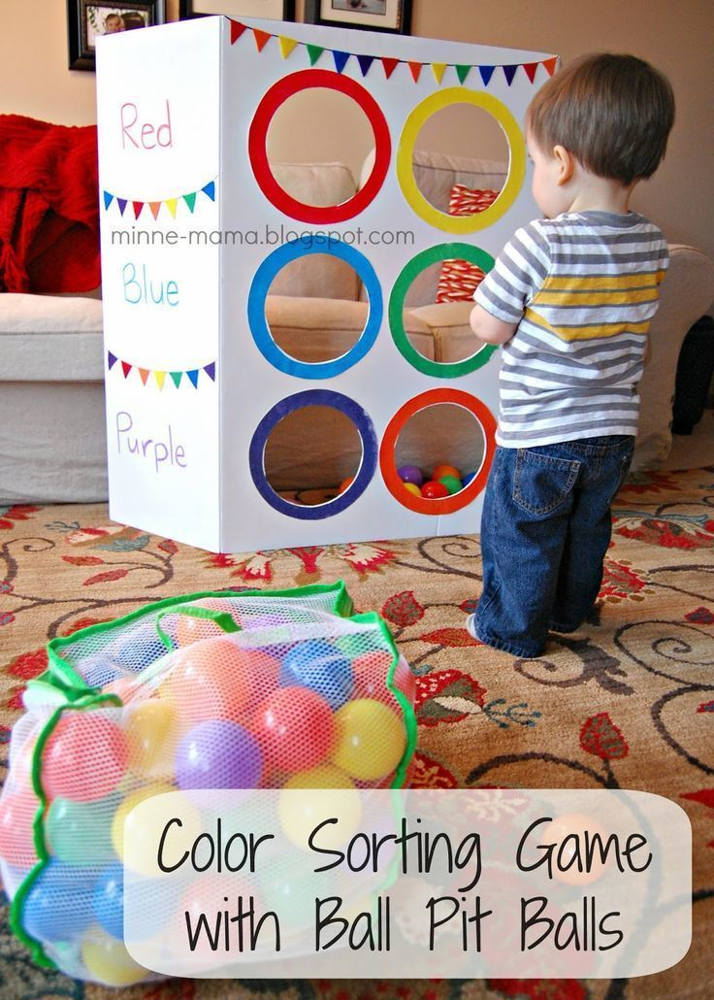 Red
minne-mama.blogspot.com
Blue
Purple
Color Sorting Game
with Ball Pit Balls